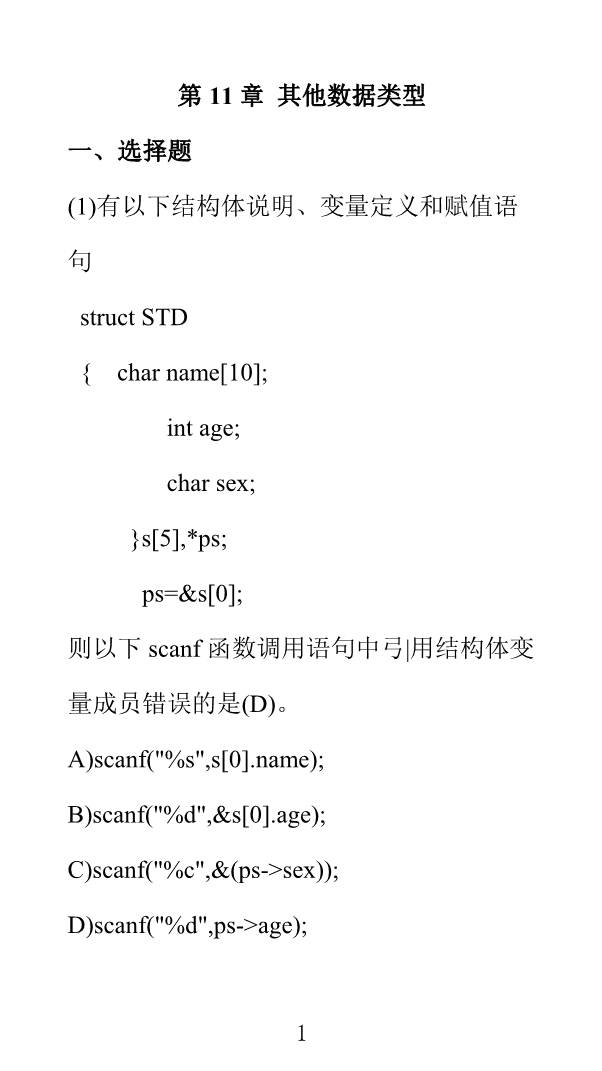 第 11 章 其他数据类型
一、选择题
(1)有以下结构体说明、变量定义和赋值语
句
struct STD
{ char name[10];
int age;
char sex;
}s[5],*ps;
ps=&s[0];
则以下 scanf 函数调用语句中弓|用结构体变
量成员错误的是(D)。
A)scanf("%s",s[0].name);
B)scanf("%d",&s[0].age);
C)scanf("%c",&(ps->sex));
D)scanf("%d",ps->age);
1